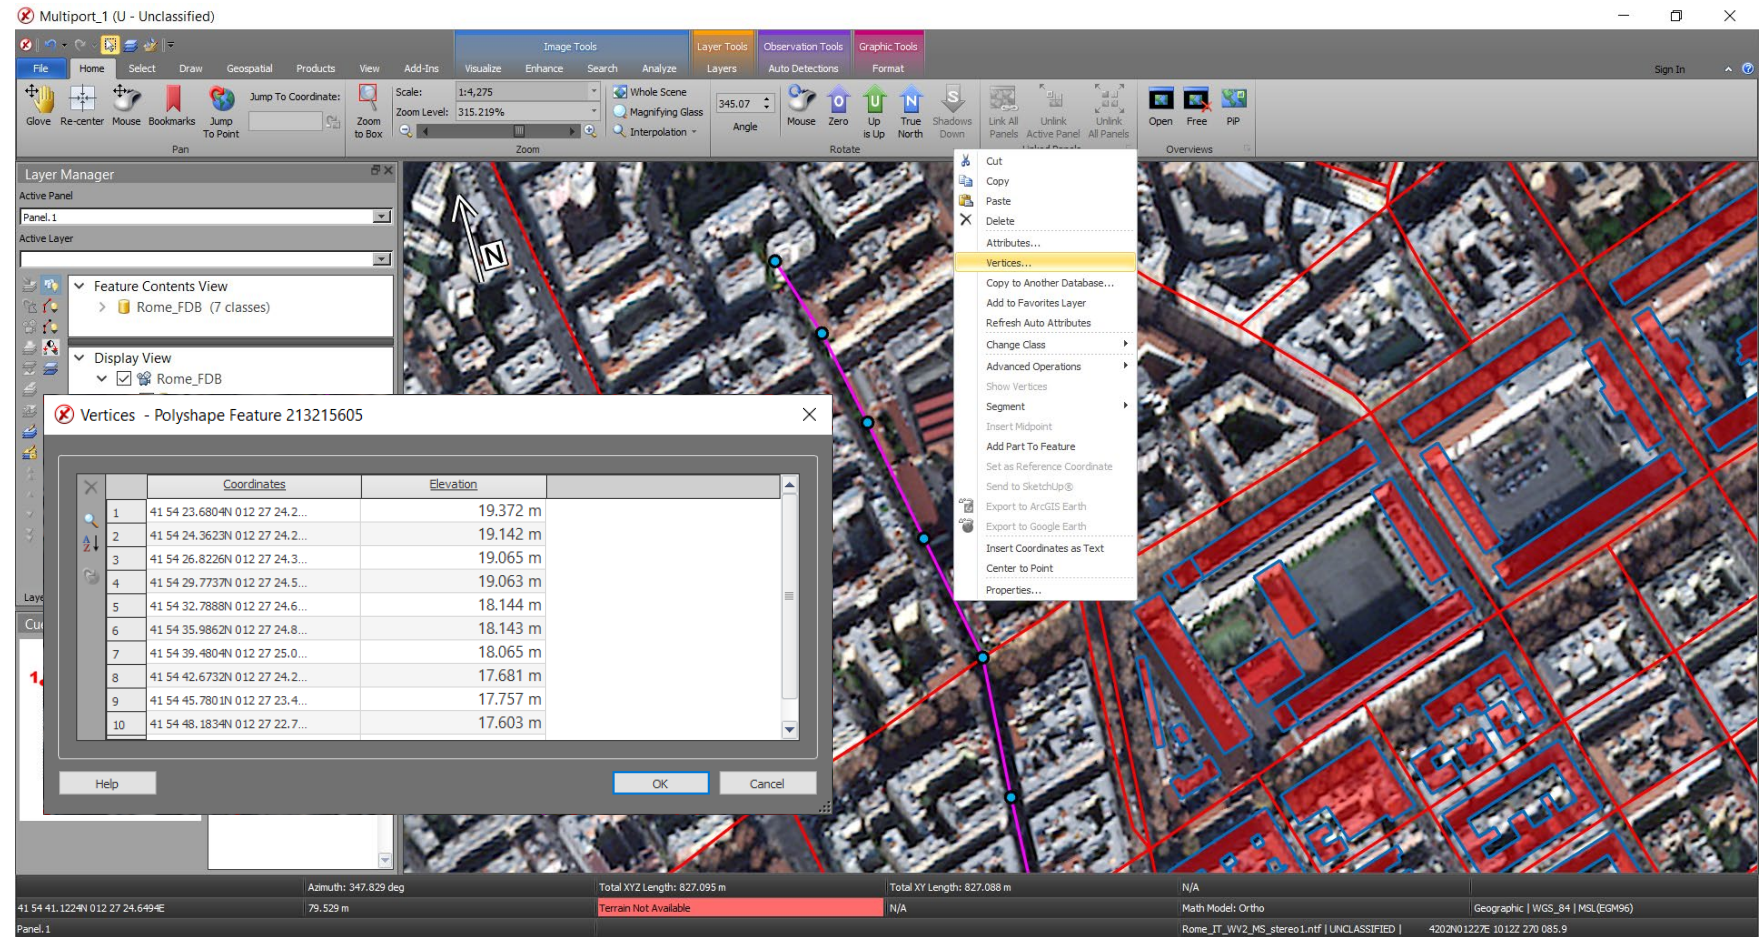 Multiport_1 (U - Unclassified)
Image Tools Layer Tools Observation Tools Graphic Tools
File Home Select Draw Geospatial Products View Add-Ins Visualize Enhance Search Analyze Layers Auto Detections Format Sign In
Glove Re-center Mouse Bookmarks Jump To Point Jump To Coordinate:
Pan
Zoom to Box Scale: 1:4,275
Zoom Level: 315.219%
Zoom
Whole Scene
Magnifying Glass
Interpolation
345.07
Angle
Mouse Zero Up is Up True North Shadows Down
Rotate
Link All Panels Unlink Active Panel Unlink All Panels
Linked Panels
Open Free PiP
Overviews
Layer Manager
Active Panel
Panel.1
Active Layer
Feature Contents View
Rome_FDB (7 classes)
Display View
Rome_FDB
N
Cut
Copy
Paste
Delete
Attributes...
Vertices...
Copy to Another Database...
Add to Favorites Layer
Refresh Auto Attributes
Change Class
Advanced Operations
Show Vertices
Segment
Insert Midpoint
Add Part To Feature
Set as Reference Coordinate
Send to SketchUp®
Export to ArcGIS Earth
Export to Google Earth
Insert Coordinates as Text
Center to Point
Properties...
Vertices - Polyshape Feature 213215605
Coordinates Elevation
1 41 54 23.6804N 012 27 24.2... 19.372 m
2 41 54 24.3623N 012 27 24.2... 19.142 m
3 41 54 26.8226N 012 27 24.3... 19.065 m
4 41 54 29.7737N 012 27 24.5... 19.063 m
5 41 54 32.7888N 012 27 24.6... 18.144 m
6 41 54 35.9862N 012 27 24.8... 18.143 m
7 41 54 39.4804N 012 27 25.0... 18.065 m
8 41 54 42.6732N 012 27 24.2... 17.681 m
9 41 54 45.7801N 012 27 23.4... 17.757 m
10 41 54 48.1834N 012 27 22.7... 17.603 m
Help OK Cancel
Laye
Cu
1.
Azimuth: 347.829 deg Total XYZ Length: 827.095 m Total XY Length: 827.088 m N/A
41 54 41.1224N 012 27 24.6494E 79.529 m Terrain Not Available N/A Math Model: Ortho Geographic | WGS_84 | MSL(EGM96)
Panel.1 Rome_IT_WV2_MS_stereo1.ntf | UNCLASSIFIED | 4202N01227E 1012Z 270 085.9